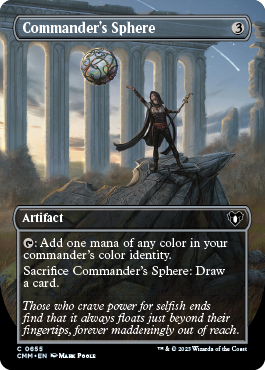 Commander's Sphere 3
Artifact
: Add one mana of any color in your
commander's color identity.
Sacrifice Commander's Sphere: Draw
a card.
Those who crave power for selfish ends
find that it always floats just beyond their
fingertips, forever maddeningly out of reach.
C 0655
CMM • EN Mark Poole
™ & © 2023 Wizards of the Coast